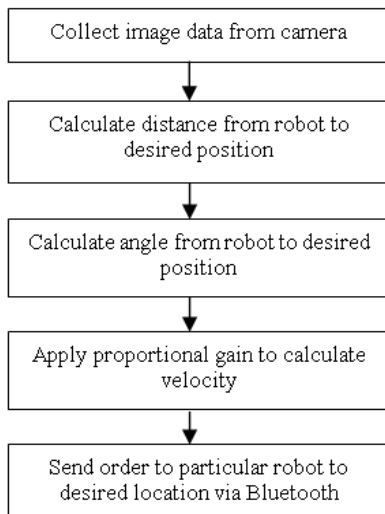 Collect image data from camera
Calculate distance from robot to
desired position
Calculate angle from robot to desired
position
Apply proportional gain to calculate
velocity
Send order to particular robot to
desired location via Bluetooth